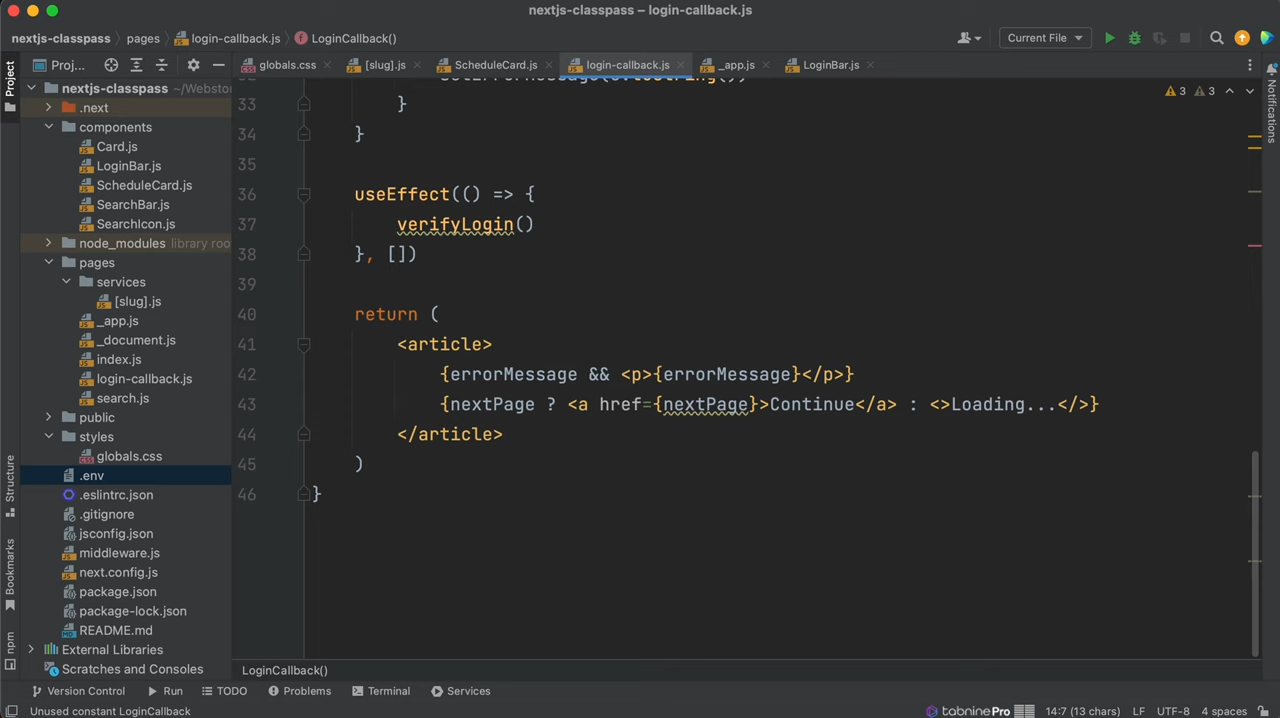 nextjs-classpass – login-callback.js
nextjs-classpass pages login-callback.js LoginCallback() Current File
Project Proj... globals.css [slug].js ScheduleCard.js login-callback.js _app.js LoginBar.js
Notifications
nextjs-classpass ~/Websto
.next
components
Card.js
LoginBar.js
ScheduleCard.js
SearchBar.js
SearchIcon.js
node_modules library roo
pages
services
[slug].js
_app.js
_document.js
index.js
login-callback.js
search.js
public
styles
globals.css
.env
.eslintrc.json
.gitignore
jsconfig.json
middleware.js
next.config.js
package.json
package-lock.json
README.md
External Libraries
Scratches and Consoles
Structure
Bookmarks
npm
3 3
33 }
34 }
35
36 useEffect(() => {
37 verifyLogin()
38 }, [])
39
40 return (
41 <article>
42 {errorMessage && <p>{errorMessage}</p>}
43 {nextPage ? <a href={nextPage}>Continue</a> : <>Loading...</>}
44 </article>
45 )
46 }
LoginCallback()
Version Control Run TODO Problems Terminal Services
Unused constant LoginCallback tabnine Pro 14:7 (13 chars) LF UTF-8 4 spaces